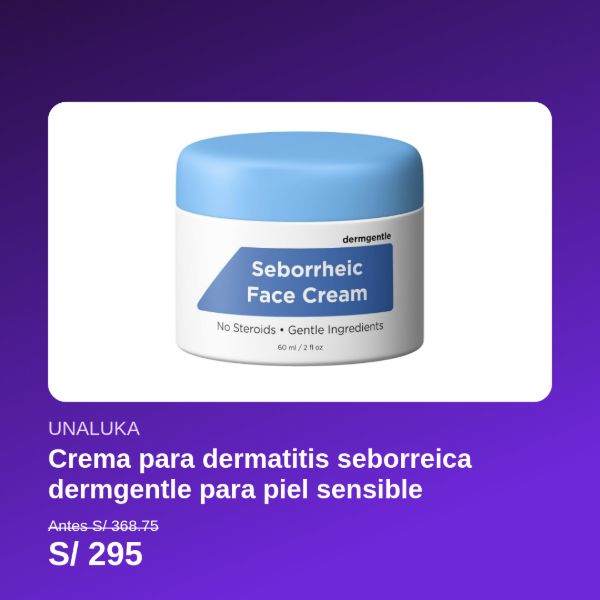 dermgentle
Seborrheic
Face Cream
No Steroids • Gentle Ingredients
60 ml / 2 fl oz
UNALUKA
Crema para dermatitis seborreica
dermgentle para piel sensible
Antes S/ 368.75
S/ 295